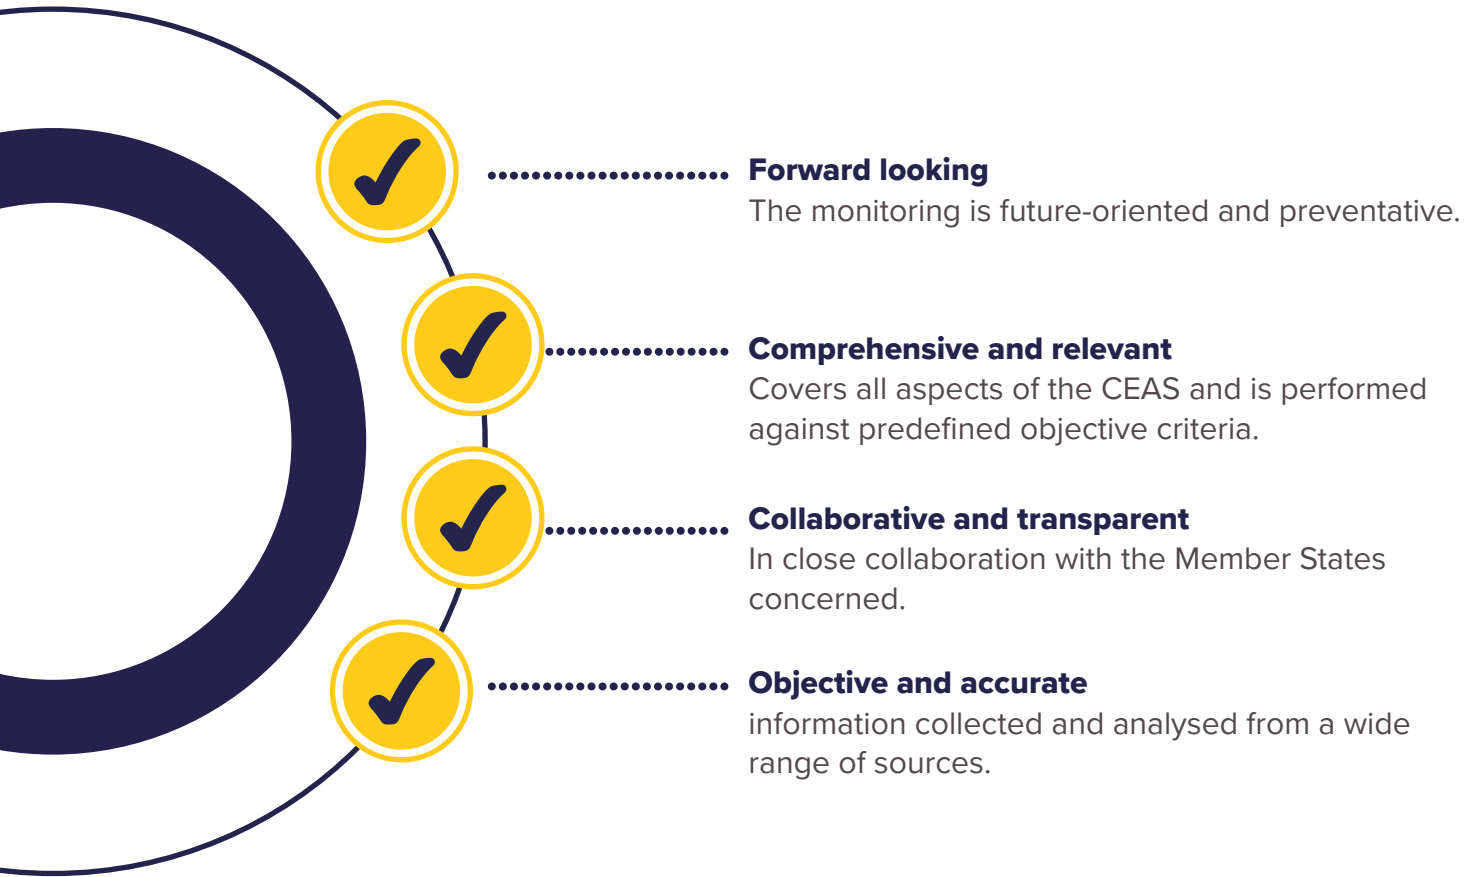 Forward looking
The monitoring is future-oriented and preventative.
Comprehensive and relevant
Covers all aspects of the CEAS and is performed
against predefined objective criteria.
Collaborative and transparent
In close collaboration with the Member States
concerned.
Objective and accurate
information collected and analysed from a wide
range of sources.